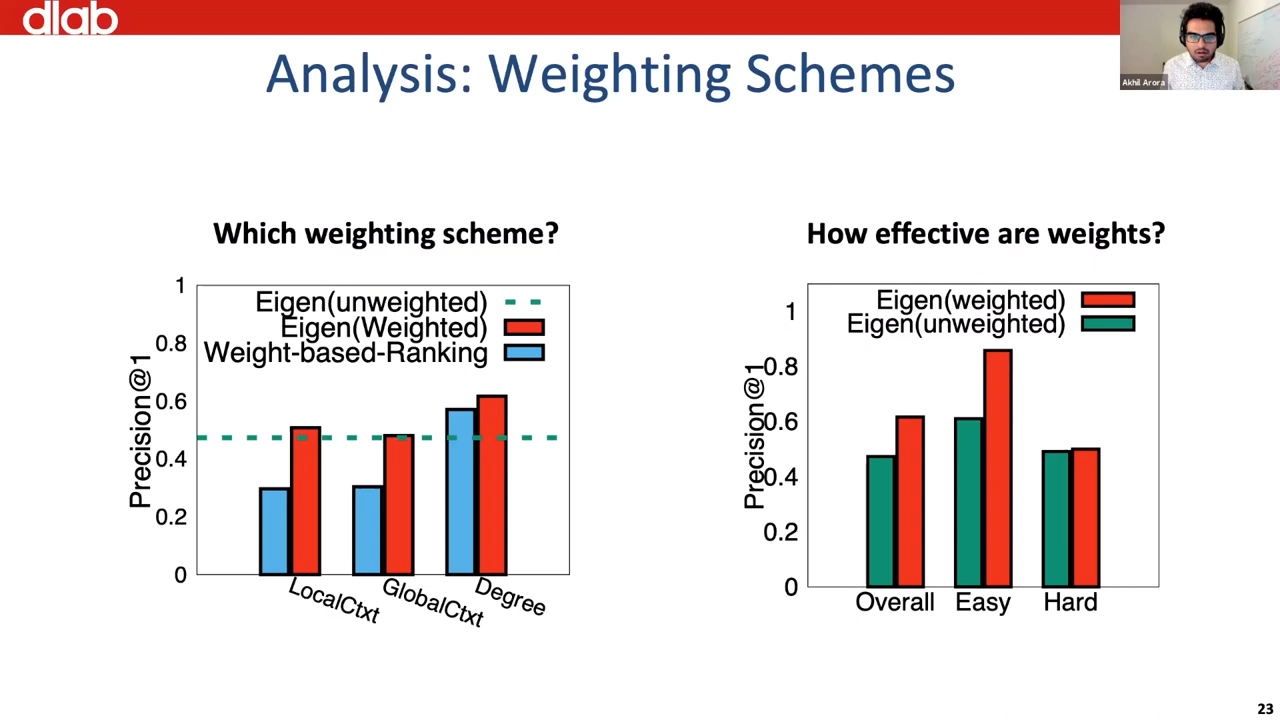 dlab
Akhil Arora
Analysis: Weighting Schemes
Which weighting scheme?
Eigen(unweighted)
Eigen(Weighted)
Weight-based-Ranking
Precision@1
1
0.8
0.6
0.4
0.2
0
LocalCtxt
GlobalCtxt
Degree
How effective are weights?
Eigen(weighted)
Eigen(unweighted)
Precision@1
1
0.8
0.6
0.4
0.2
0
Overall
Easy
Hard
23